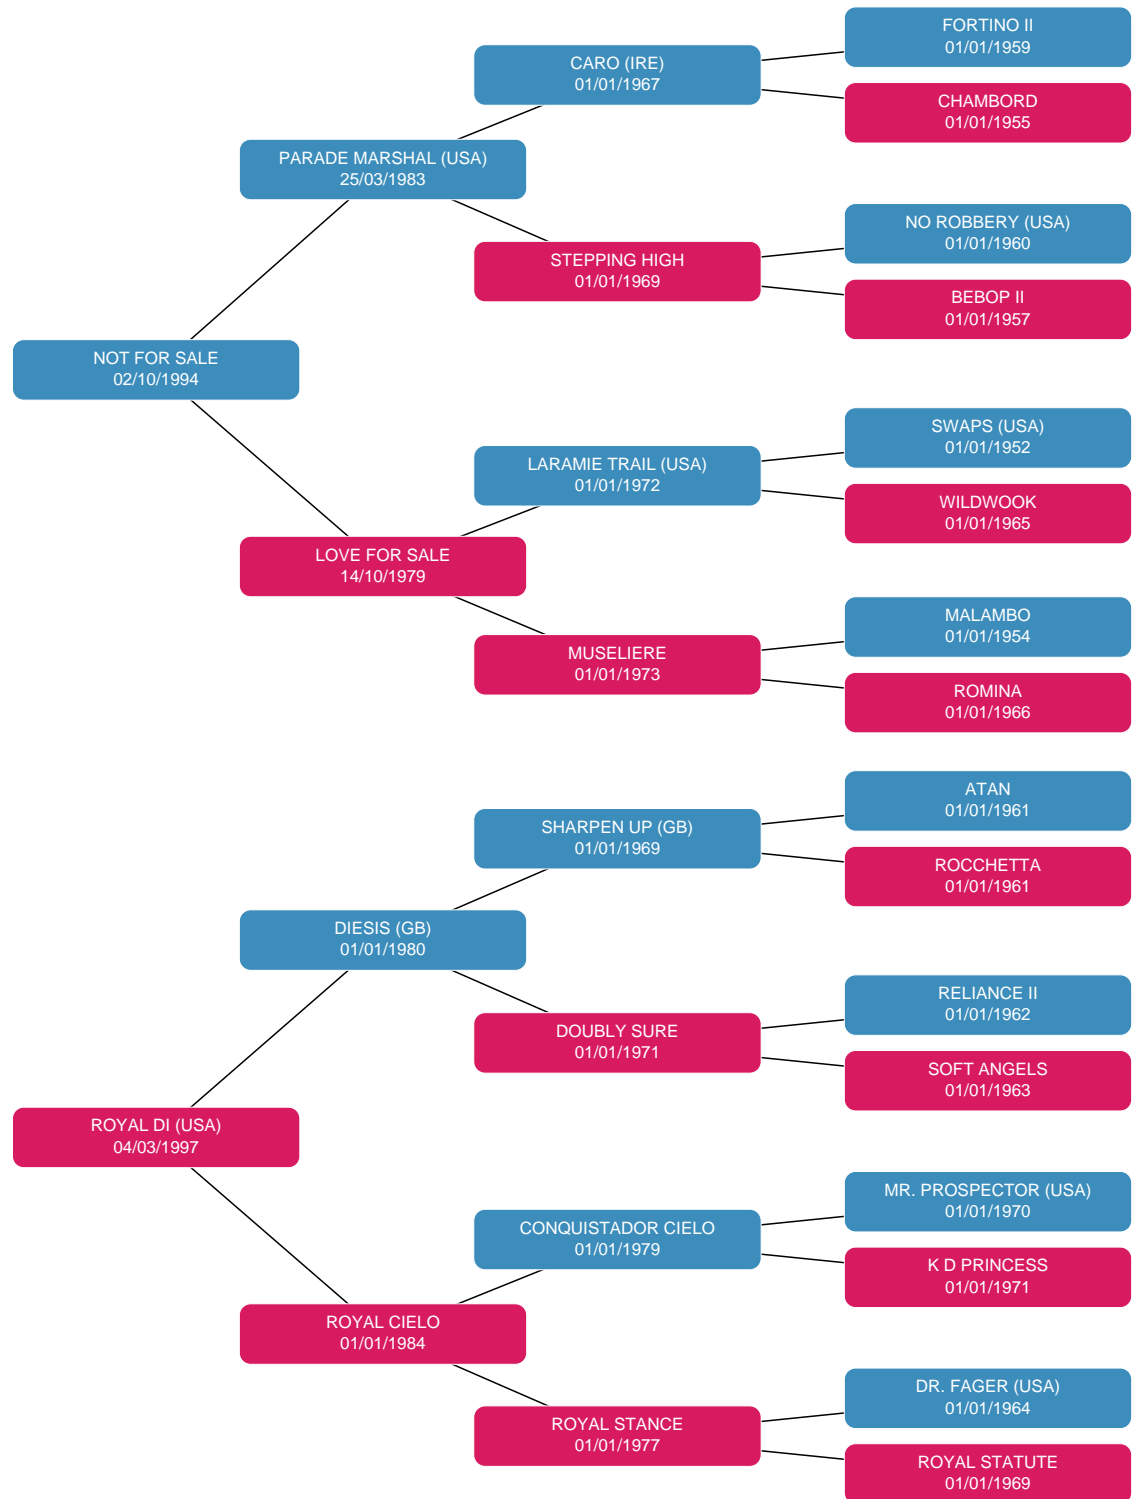 FORTINO II
01/01/1959
CARO (IRE)
01/01/1967
CHAMBORD
01/01/1955
PARADE MARSHAL (USA)
25/03/1983
NO ROBBERY (USA)
01/01/1960
STEPPING HIGH
01/01/1969
BEBOP II
01/01/1957
NOT FOR SALE
02/10/1994
SWAPS (USA)
01/01/1952
LARAMIE TRAIL (USA)
01/01/1972
WILDWOOK
01/01/1965
LOVE FOR SALE
14/10/1979
MALAMBO
01/01/1954
MUSELIERE
01/01/1973
ROMINA
01/01/1966
ATAN
01/01/1961
SHARPEN UP (GB)
01/01/1969
ROCCHETTA
01/01/1961
DIESIS (GB)
01/01/1980
RELIANCE II
01/01/1962
DOUBLY SURE
01/01/1971
SOFT ANGELS
01/01/1963
ROYAL DI (USA)
04/03/1997
MR. PROSPECTOR (USA)
01/01/1970
CONQUISTADOR CIELO
01/01/1979
K D PRINCESS
01/01/1971
ROYAL CIELO
01/01/1984
DR. FAGER (USA)
01/01/1964
ROYAL STANCE
01/01/1977
ROYAL STATUTE
01/01/1969